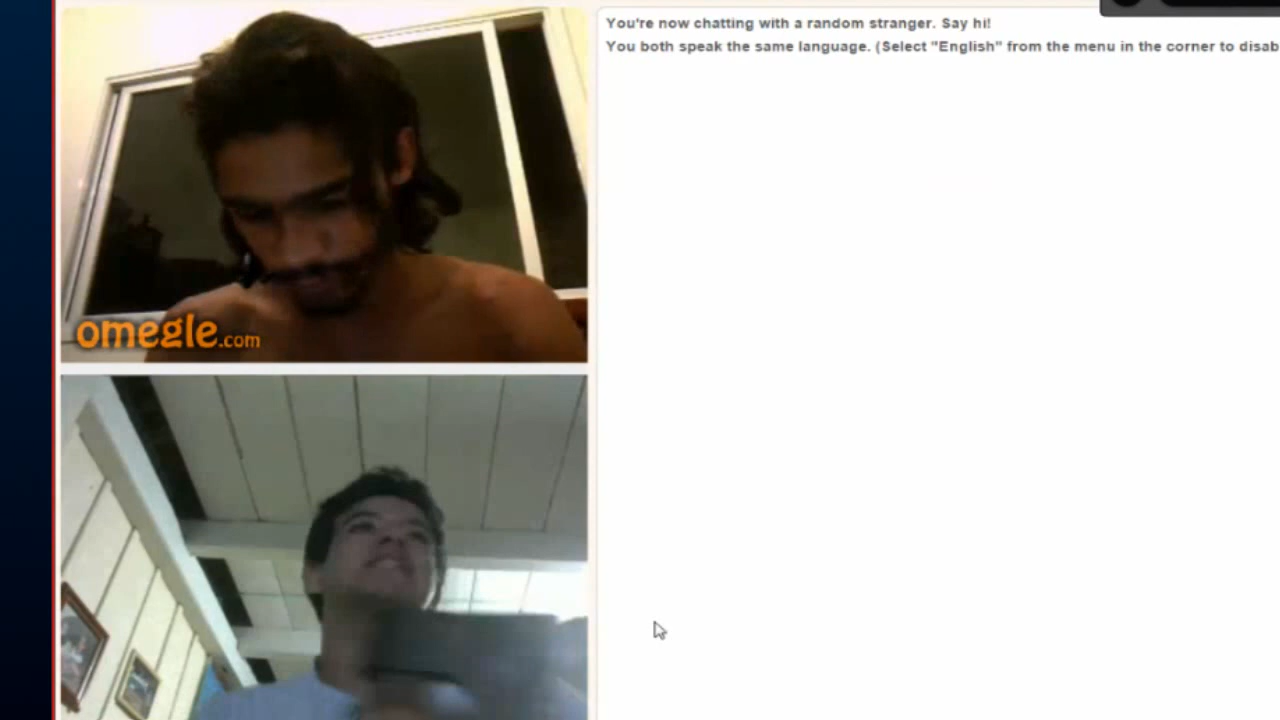 You're now chatting with a random stranger. Say hi!
You both speak the same language. (Select "English" from the menu in the corner to disab
omegle.com